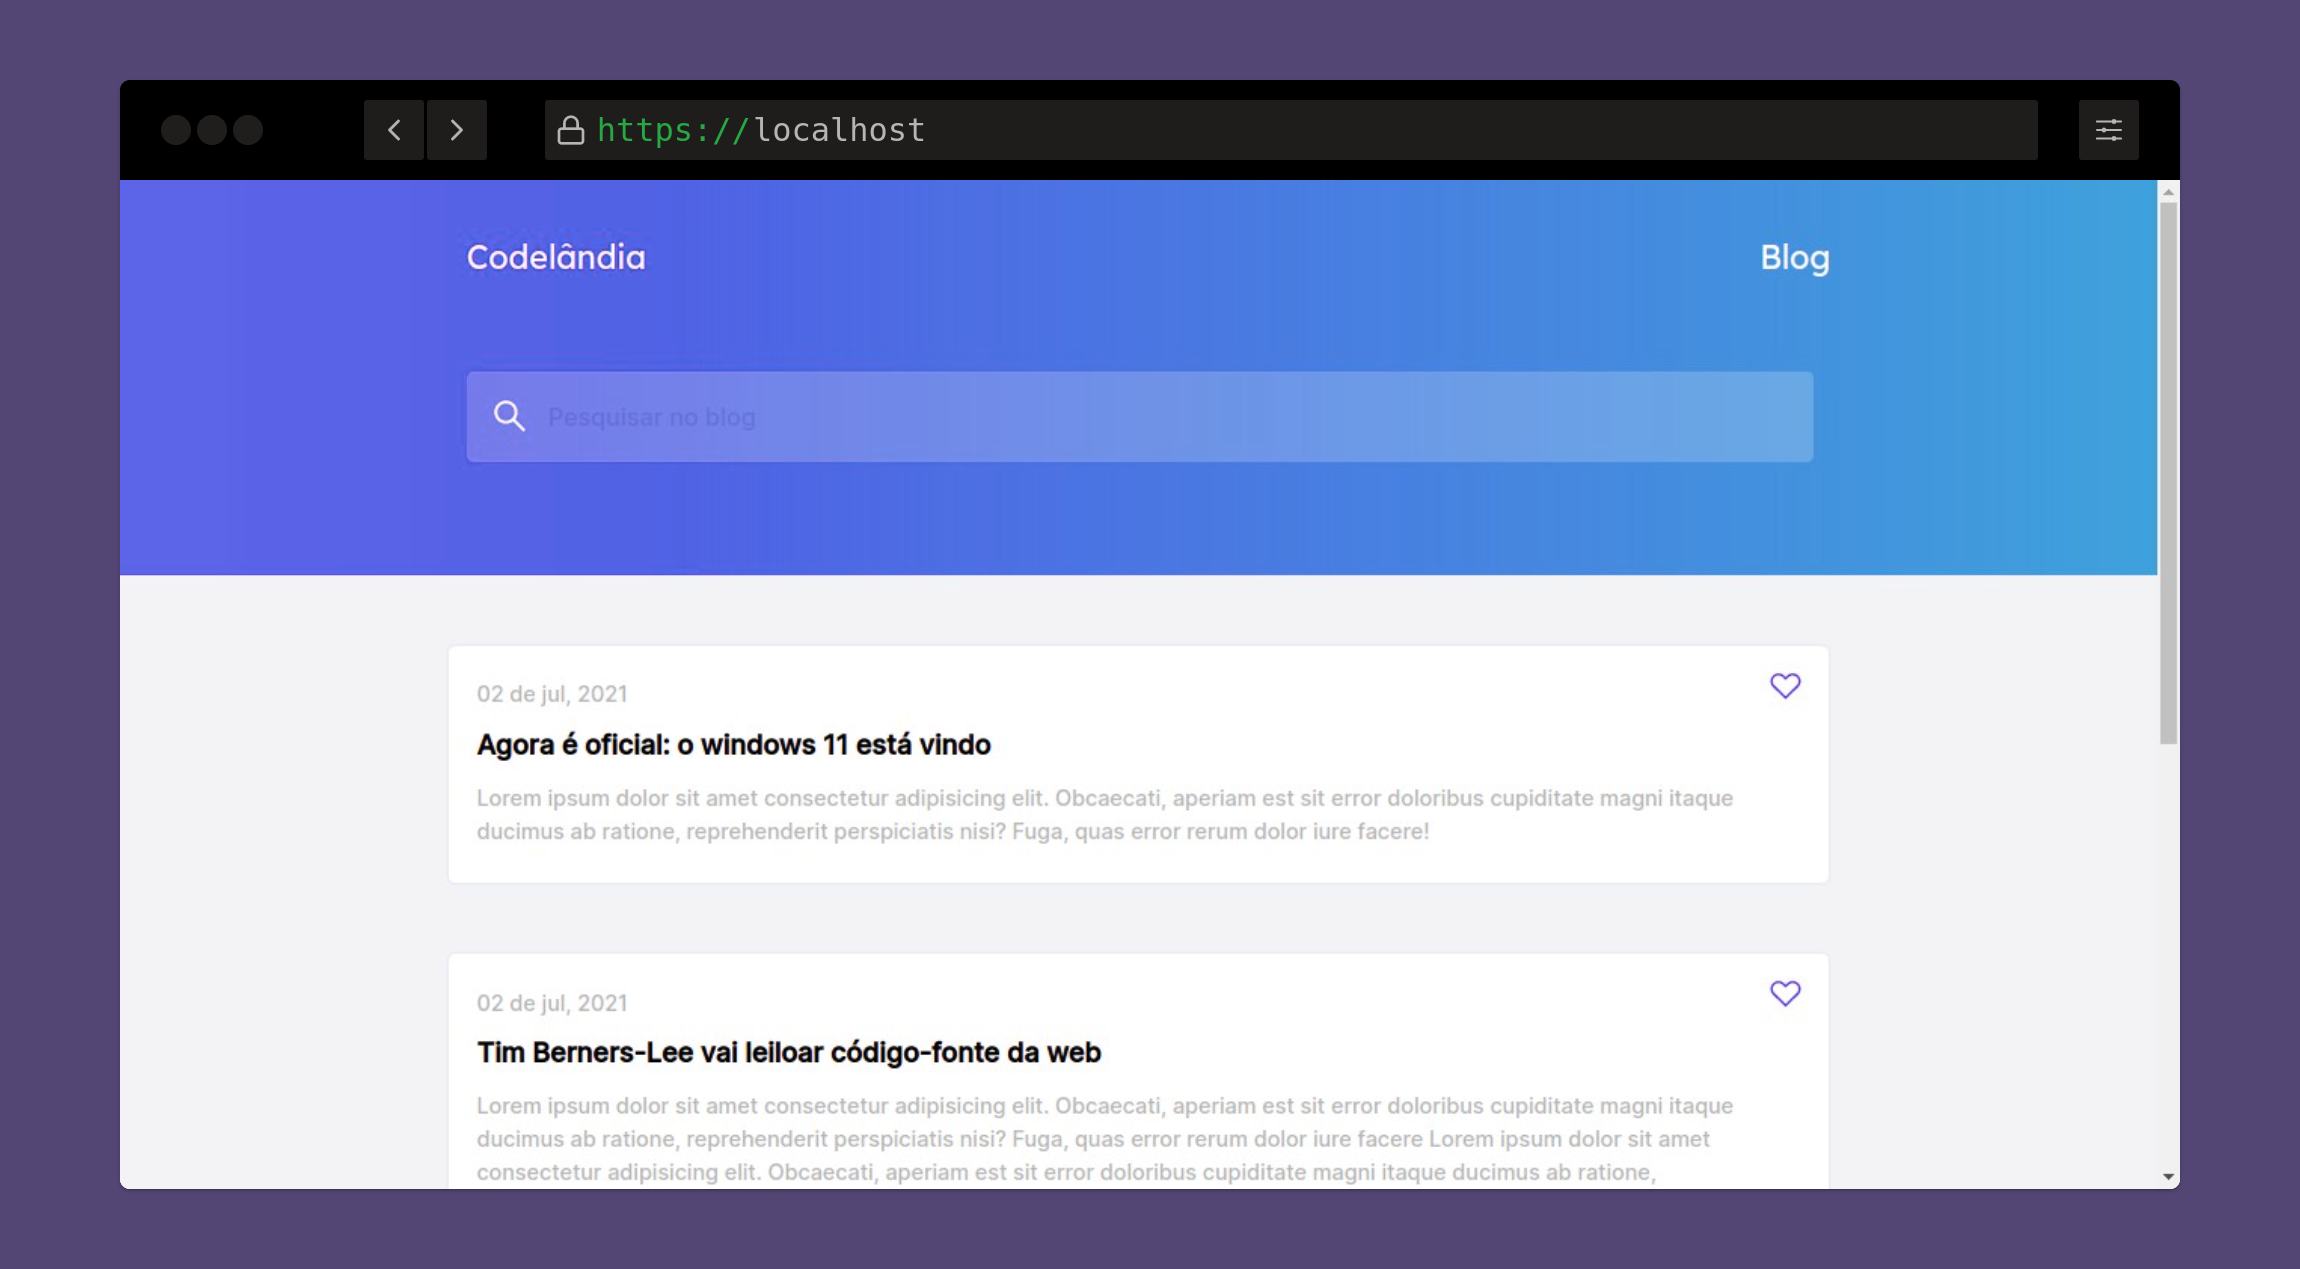 https://localhost
Codelândia
Blog
Pesquisar no blog
02 de jul, 2021
Agora é oficial: o windows 11 está vindo
Lorem ipsum dolor sit amet consectetur adipisicing elit. Obcaecati, aperiam est sit error doloribus cupiditate magni itaque
ducimus ab ratione, reprehenderit perspiciatis nisi? Fuga, quas error rerum dolor iure facere!
02 de jul, 2021
Tim Berners-Lee vai leiloar código-fonte da web
Lorem ipsum dolor sit amet consectetur adipisicing elit. Obcaecati, aperiam est sit error doloribus cupiditate magni itaque
ducimus ab ratione, reprehenderit perspiciatis nisi? Fuga, quas error rerum dolor iure facere Lorem ipsum dolor sit amet
consectetur adipisicing elit. Obcaecati, aperiam est sit error doloribus cupiditate magni itaque ducimus ab ratione,